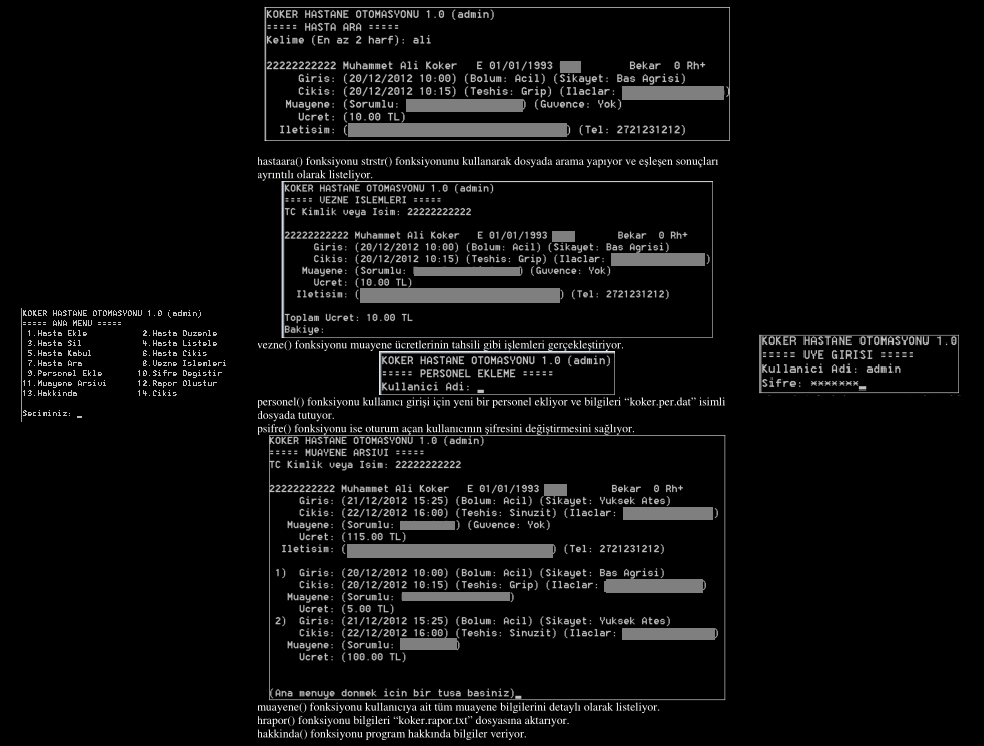 KOKER HASTANE OTOMASYONU 1.0 (admin)
===== ANA MENU =====
1.Hasta Ekle 2.Hasta Duzenle
3.Hasta Sil 4.Hasta Listele
5.Hasta Kabul 6.Hasta Cikis
7.Hasta Ara 8.Vezne Islemleri
9.Personel Ekle 10.Sifre Degistir
11.Muayene Arsivi 12.Rapor Olustur
13.Hakkinda 14.Cikis
Seciminiz: _
KOKER HASTANE OTOMASYONU 1.0 (admin)
===== HASTA ARA =====
Kelime (En az 2 harf): ali
22222222222 Muhammet Ali Koker E 01/01/1993 Bekar 0 Rh+
Giris: (20/12/2012 10:00) (Bolum: Acil) (Sikayet: Bas Agrisi)
Cikis: (20/12/2012 10:15) (Teshis: Grip) (Ilaclar: )
Muayene: (Sorumlu: ) (Guvence: Yok)
Ucret: (10.00 TL)
Iletisim: ( ) (Tel: 2721231212)
hastaara() fonksiyonu strstr() fonksiyonunu kullanarak dosyada arama yapıyor ve eşleşen sonuçları
ayrıntılı olarak listeliyor.
KOKER HASTANE OTOMASYONU 1.0 (admin)
===== VEZNE ISLEMLERI =====
TC Kimlik veya Isim: 22222222222
22222222222 Muhammet Ali Koker E 01/01/1993 Bekar 0 Rh+
Giris: (20/12/2012 10:00) (Bolum: Acil) (Sikayet: Bas Agrisi)
Cikis: (20/12/2012 10:15) (Teshis: Grip) (Ilaclar: )
Muayene: (Sorumlu: ) (Guvence: Yok)
Ucret: (10.00 TL)
Iletisim: ( ) (Tel: 2721231212)
Toplam Ucret: 10.00 TL
Bakiye:
vezne() fonksiyonu muayene ücretlerinin tahsili gibi işlemleri gerçekleştiriyor.
KOKER HASTANE OTOMASYONU 1.0 (admin)
===== PERSONEL EKLEME =====
Kullanici Adi: _
personel() fonksiyonu kullanıcı girişi için yeni bir personel ekliyor ve bilgileri “koker.per.dat” isimli
dosyada tutuyor.
psifre() fonksiyonu ise oturum açan kullanıcının şifresini değiştirmesini sağlıyor.
KOKER HASTANE OTOMASYONU 1.0 (admin)
===== MUAYENE ARSIVI =====
TC Kimlik veya Isim: 22222222222
22222222222 Muhammet Ali Koker E 01/01/1993 Bekar 0 Rh+
Giris: (21/12/2012 15:25) (Bolum: Acil) (Sikayet: Yuksek Ates)
Cikis: (22/12/2012 16:00) (Teshis: Sinuzit) (Ilaclar: )
Muayene: (Sorumlu: ) (Guvence: Yok)
Ucret: (115.00 TL)
Iletisim: ( ) (Tel: 2721231212)
1) Giris: (20/12/2012 10:00) (Bolum: Acil) (Sikayet: Bas Agrisi)
Cikis: (20/12/2012 10:15) (Teshis: Grip) (Ilaclar: )
Muayene: (Sorumlu: )
Ucret: (5.00 TL)
2) Giris: (21/12/2012 15:25) (Bolum: Acil) (Sikayet: Yuksek Ates)
Cikis: (22/12/2012 16:00) (Teshis: Sinuzit) (Ilaclar: )
Muayene: (Sorumlu: )
Ucret: (100.00 TL)
(Ana menuye donmek icin bir tusa basiniz)_
muayene() fonksiyonu kullanıcıya ait tüm muayene bilgilerini detaylı olarak listeliyor.
hrapor() fonksiyonu bilgileri “koker.rapor.txt” dosyasına aktarıyor.
hakkinda() fonksiyonu program hakkında bilgiler veriyor.
KOKER HASTANE OTOMASYONU 1.0
===== UYE GIRISI =====
Kullanici Adi: admin
Sifre: *******_